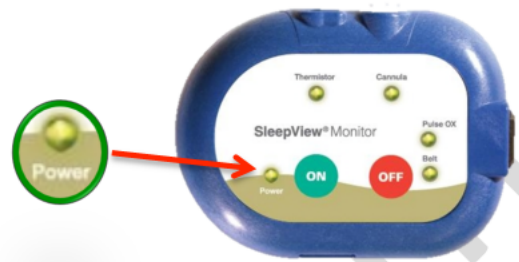 Thermistor Cannula
Pulse OX
SleepView® Monitor
Belt
Power
ON OFF
Power